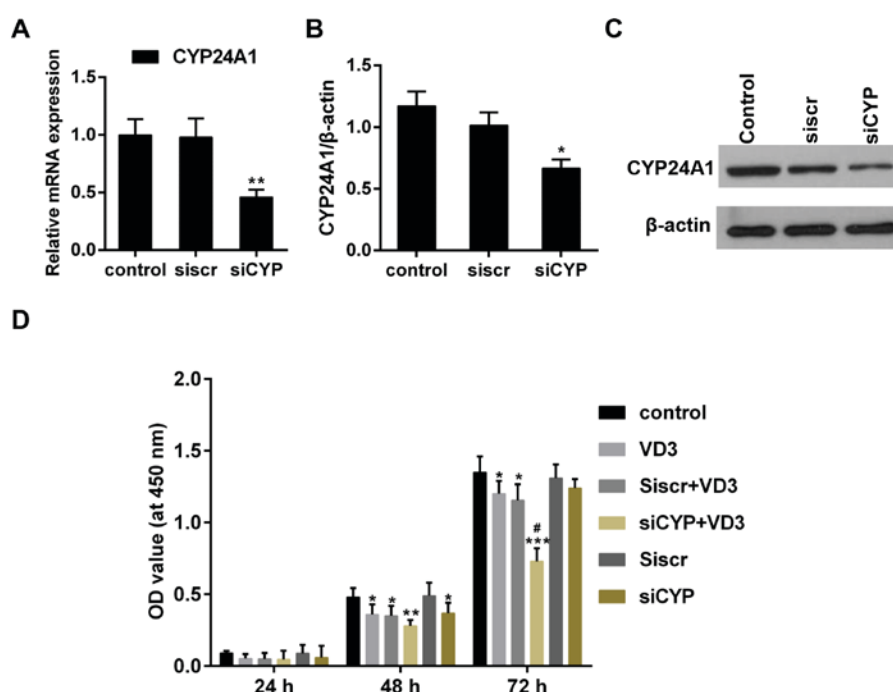 A
CYP24A1
Relative mRNA expression
1.5
1.0
0.5
0.0
**
control siscr siCYP
B
CYP24A1/β-actin
1.5
1.0
0.5
0.0
*
control siscr siCYP
C
Control siscr siCYP
CYP24A1
β-actin
D
OD value (at 450 nm)
2.0
1.5
1.0
0.5
0.0
* * ** *
* * # ***
24 h 48 h 72 h
control
VD3
Siscr+VD3
siCYP+VD3
Siscr
siCYP